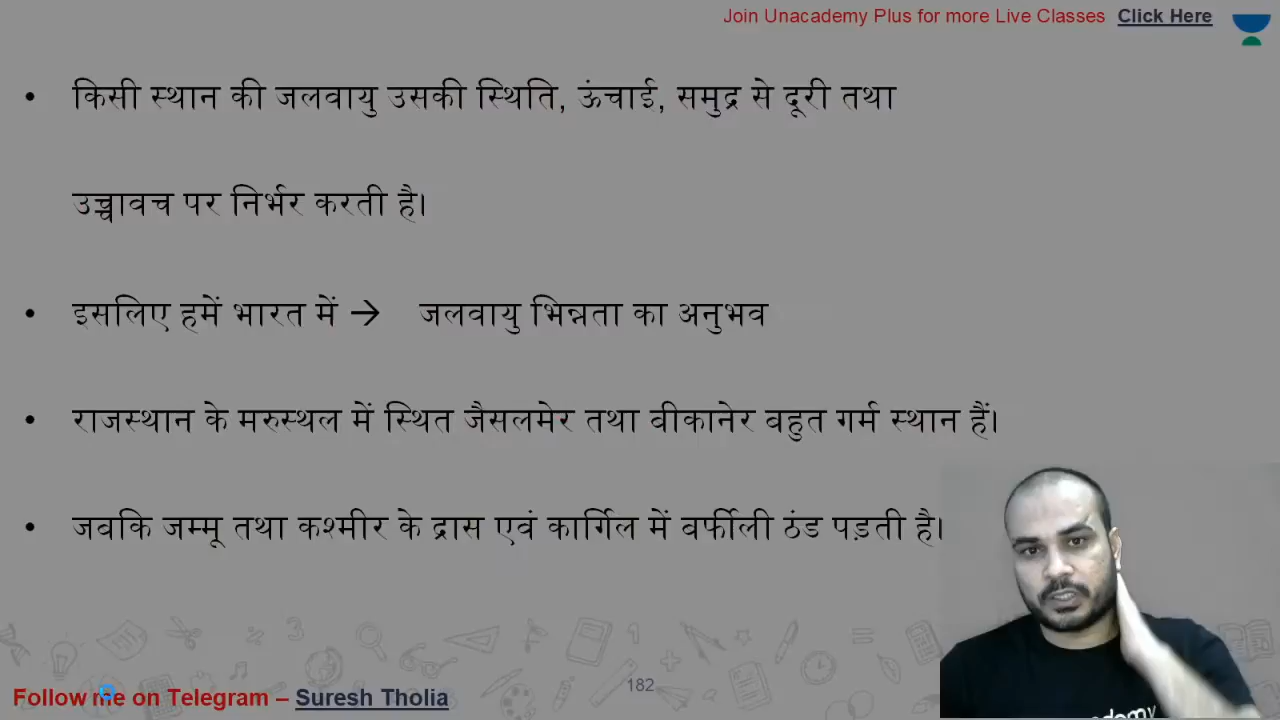 Join Unacademy Plus for more Live Classes Click Here
• किसी स्थान की जलवायु उसकी स्थिति, ऊंचाई, समुद्र से दूरी तथा
उच्चावच पर निर्भर करती है।
• इसलिए हमें भारत में → जलवायु भिन्नता का अनुभव
• राजस्थान के मरुस्थल में स्थित जैसलमेर तथा बीकानेर बहुत गर्म स्थान हैं।
• जबकि जम्मू तथा कश्मीर के द्रास एवं कार्गिल में बर्फीली ठंड पड़ती है।
182
Follow me on Telegram – Suresh Tholia